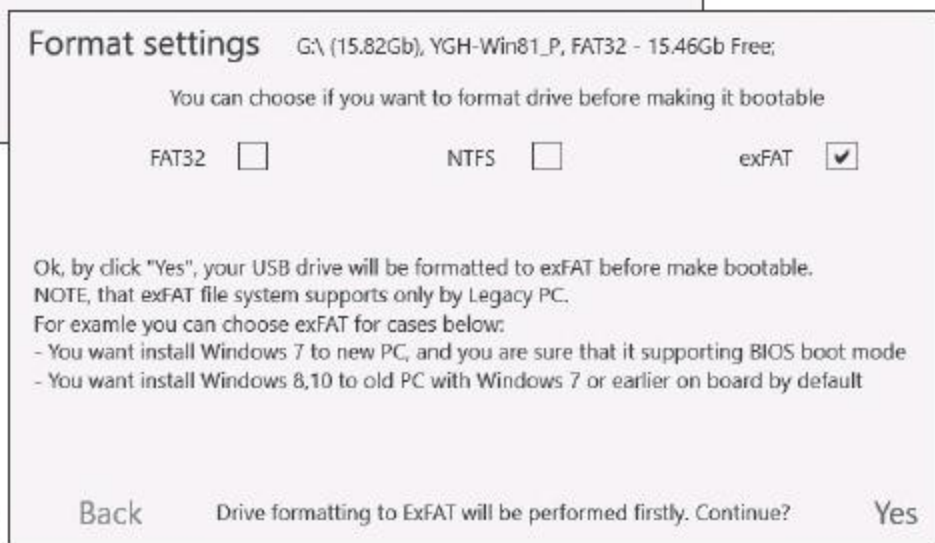 Format settings G:\ (15.82Gb), YGH-Win81_P, FAT32 - 15.46Gb Free;
You can choose if you want to format drive before making it bootable
FAT32 NTFS exFAT
Ok, by click "Yes", your USB drive will be formatted to exFAT before make bootable.
NOTE, that exFAT file system supports only by Legacy PC.
For examle you can choose exFAT for cases below:
- You want install Windows 7 to new PC, and you are sure that it supporting BIOS boot mode
- You want install Windows 8,10 to old PC with Windows 7 or earlier on board by default
Back Drive formatting to ExFAT will be performed firstly. Continue? Yes